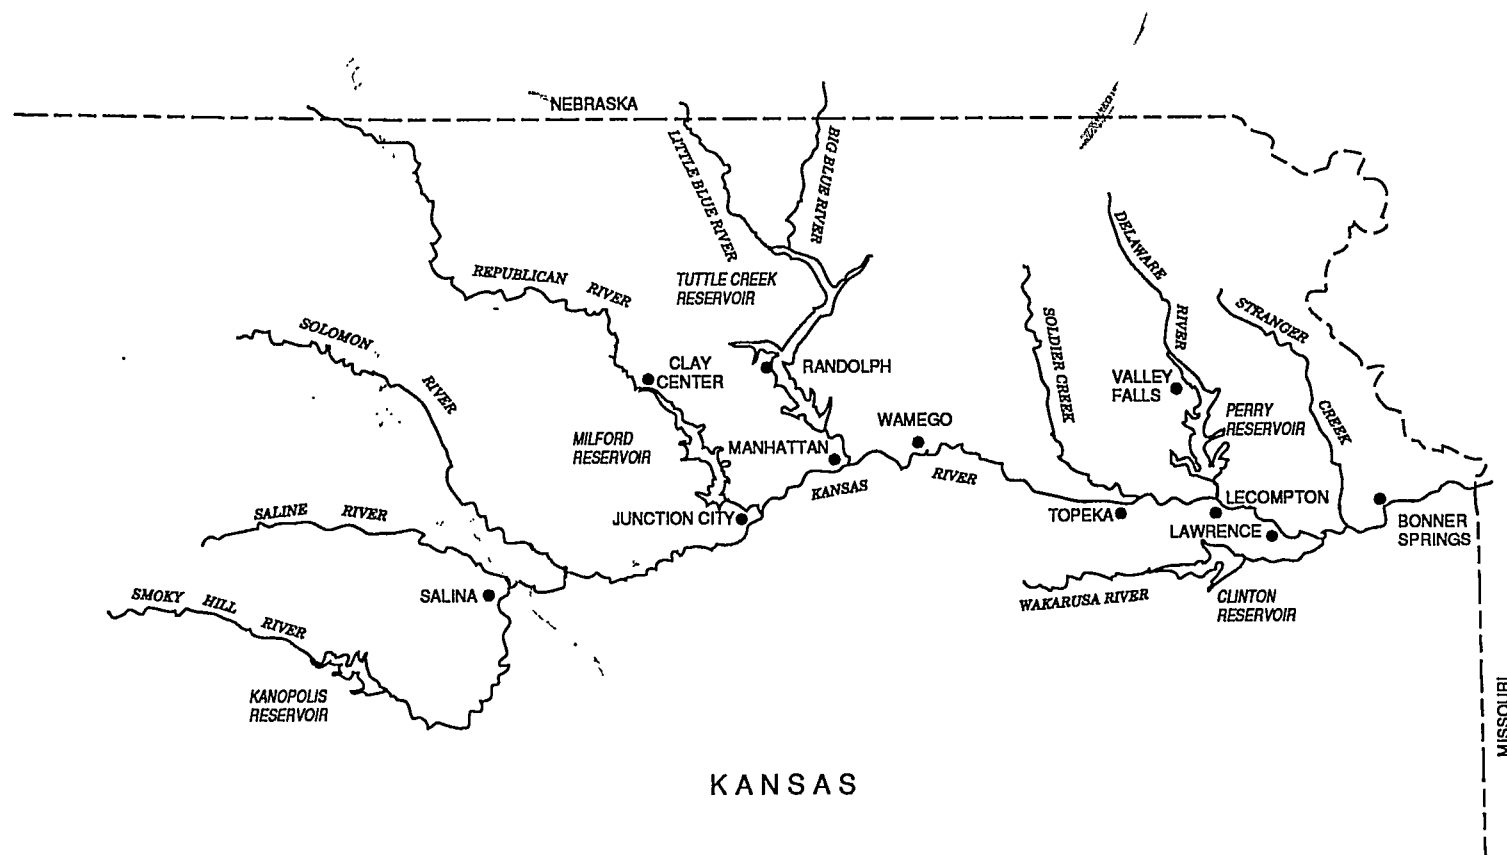 NEBRASKA
LITTLE BLUE RIVER
BIG BLUE RIVER
DELAWARE
RIVER
REPUBLICAN RIVER
TUTTLE CREEK
RESERVOIR
SOLOMON
RIVER
SOLDIER CREEK
STRANGER
CREEK
CLAY
CENTER
RANDOLPH
VALLEY
FALLS
PERRY
RESERVOIR
WAMEGO
MILFORD
RESERVOIR
MANHATTAN
KANSAS
RIVER
SALINE RIVER
JUNCTION CITY
TOPEKA
LECOMPTON
LAWRENCE
BONNER
SPRINGS
SMOKY HILL
RIVER
SALINA
WAKARUSA RIVER
CLINTON
RESERVOIR
KANOPOLIS
RESERVOIR
MISSOURI
KANSAS